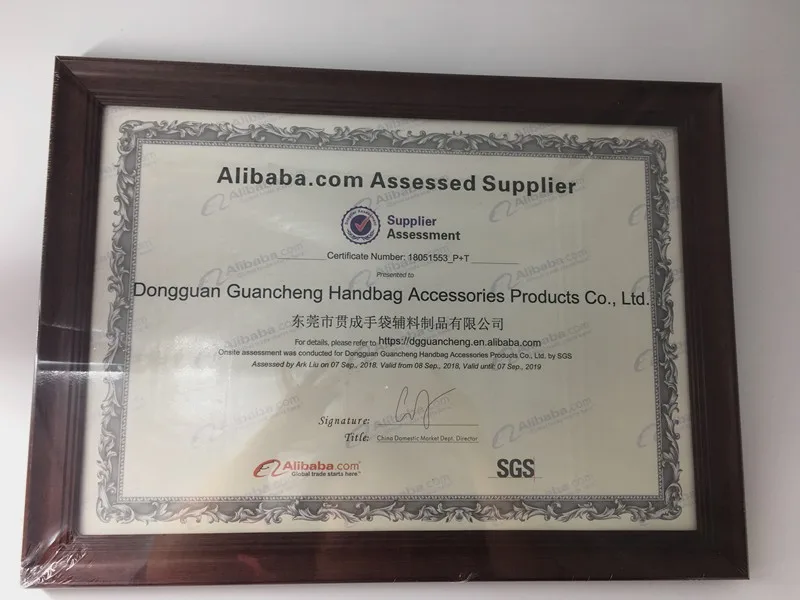 Alibaba.com Assessed Supplier
Supplier
Assessment
Certificate Number: 18051553_P+T
Presented to
Dongguan Guancheng Handbag Accessories Products Co., Ltd.
东莞市贯成手袋辅料制品有限公司
For details, please refer to https://dgguancheng.en.alibaba.com
Onsite assessment was conducted for Dongguan Guancheng Handbag Accessories Products Co., Ltd. by SGS
Assessed by Ark Liu on 07 Sep., 2018, Valid from 08 Sep., 2018, Valid until: 07 Sep., 2019
Signature:
Title: China Domestic Market Dept. Director
Alibaba.com
Global trade starts here.
SGS